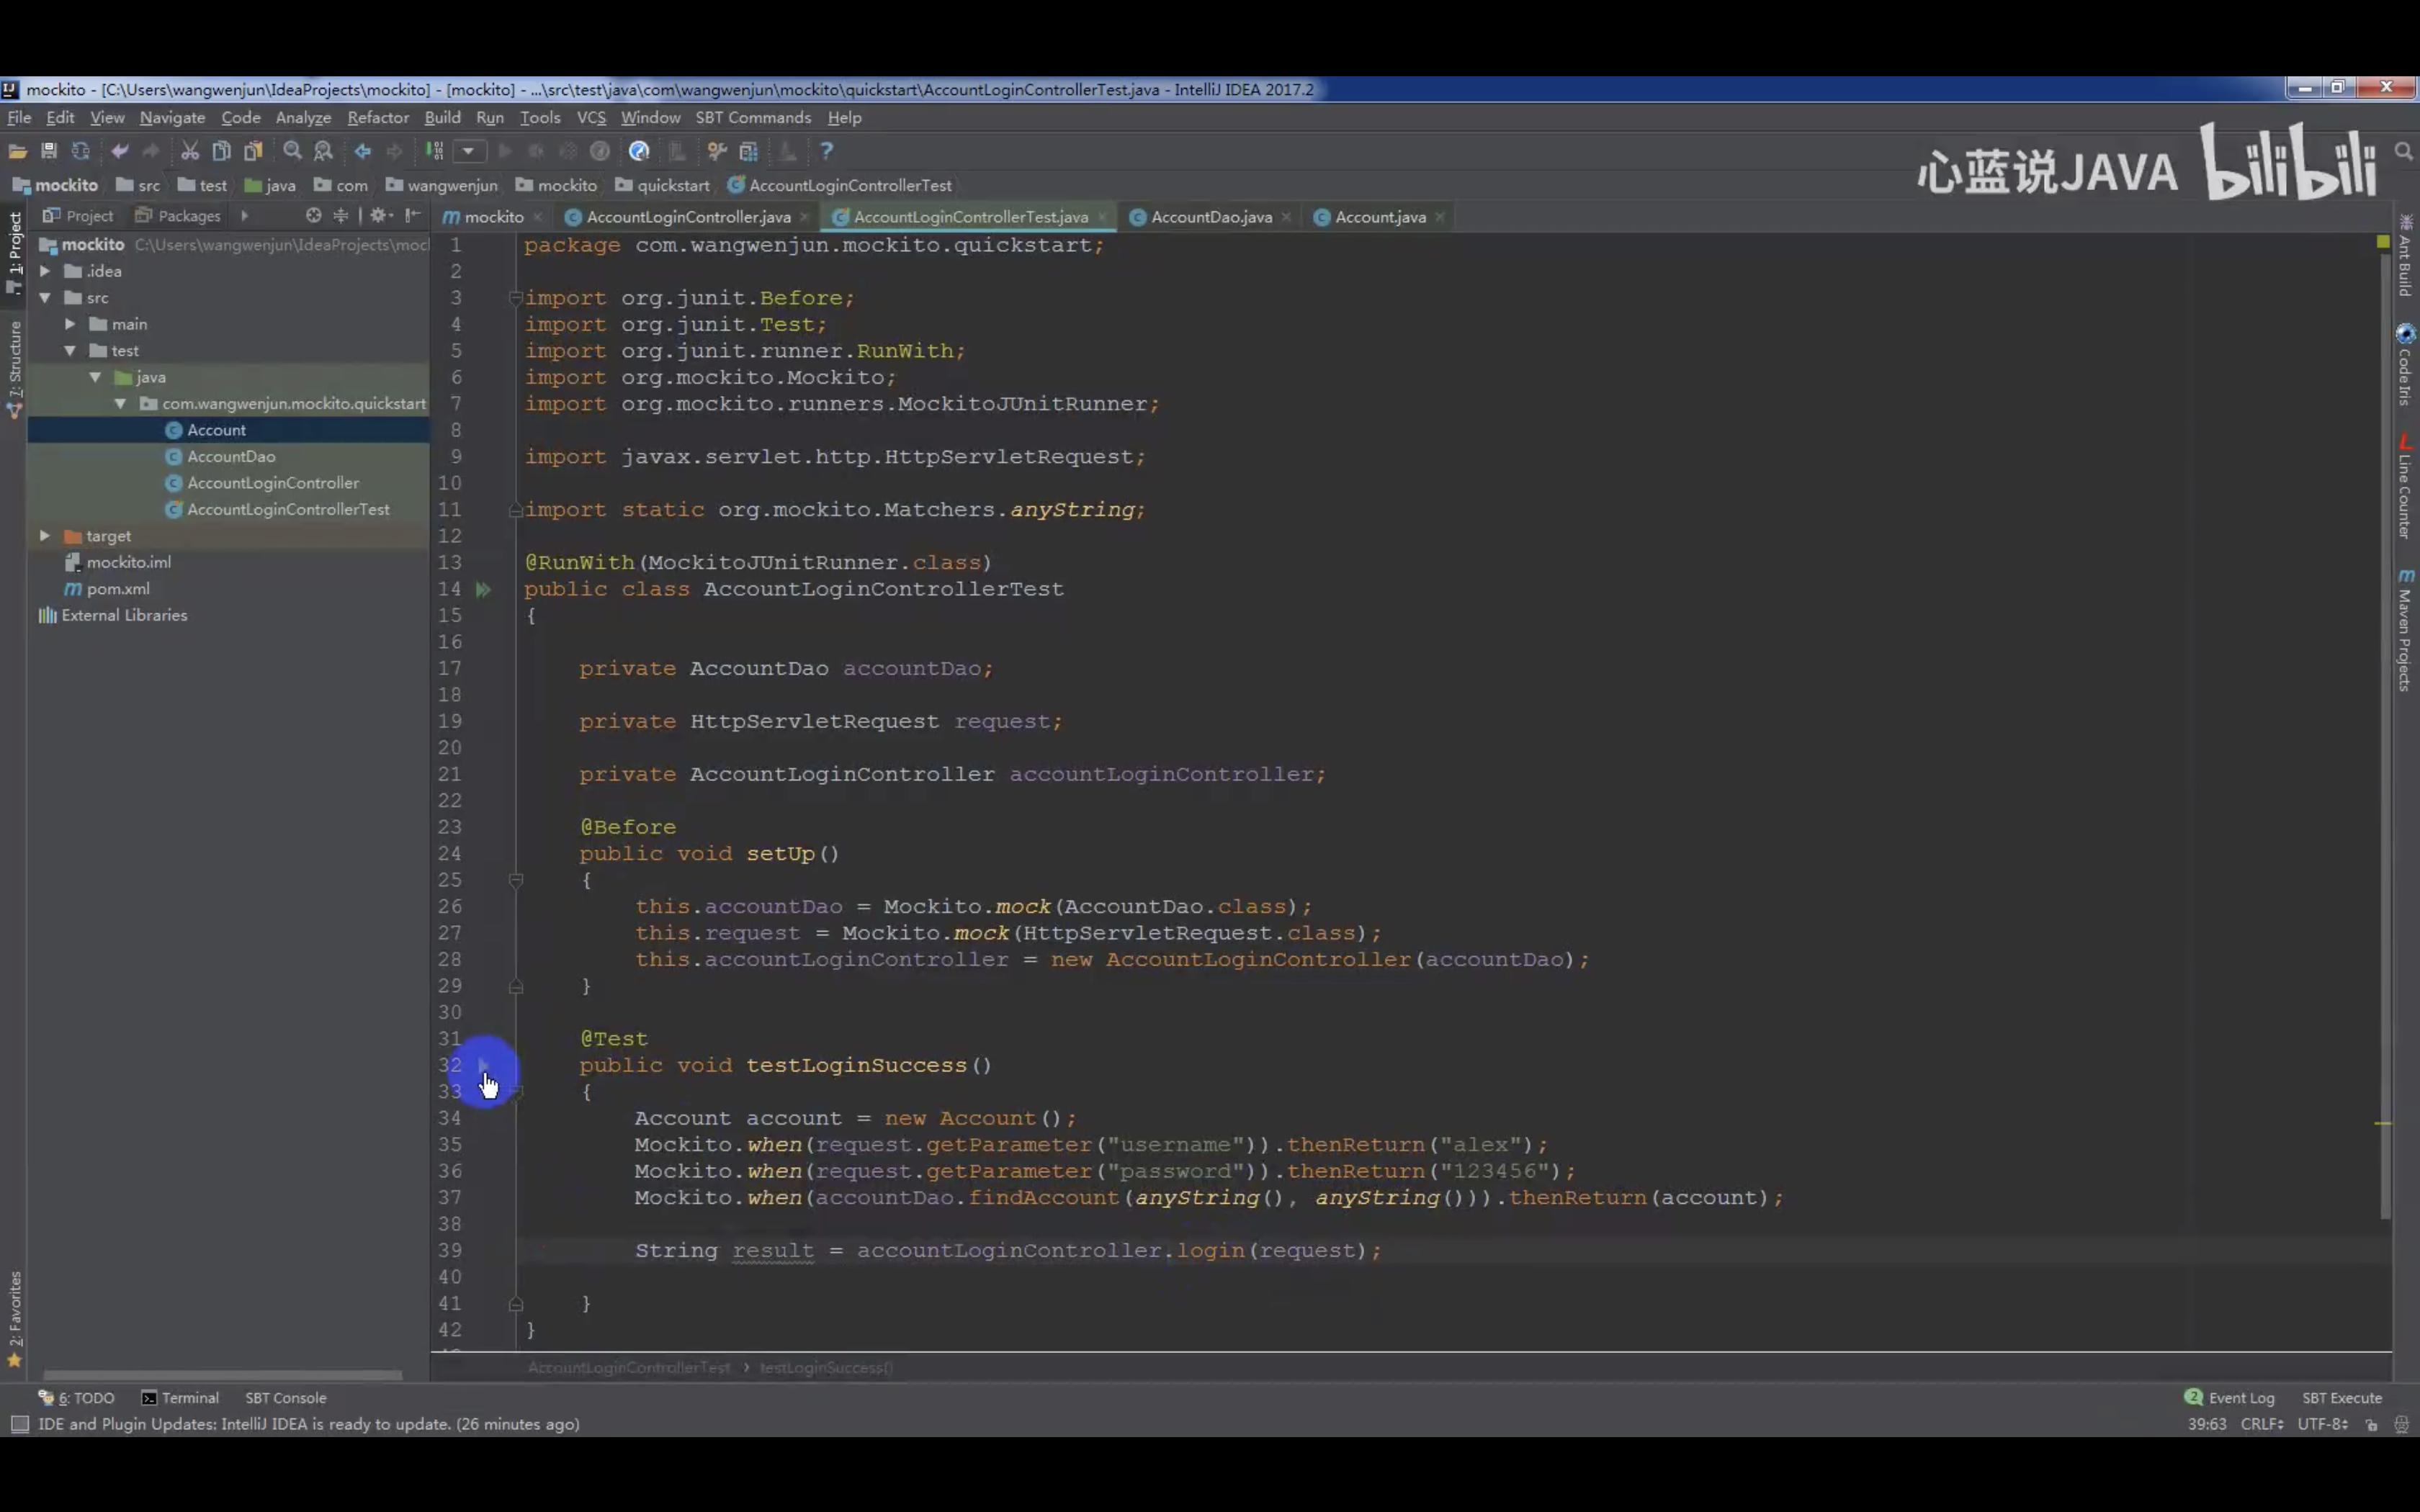 mockito - [C:\Users\wangwenjun\IdeaProjects\mockito] - [mockito] - ...\src\test\java\com\wangwenjun\mockito\quickstart\AccountLoginControllerTest.java - IntelliJ IDEA 2017.2
File Edit View Navigate Code Analyze Refactor Build Run Tools VCS Window SBT Commands Help
心蓝说JAVA bilibili
mockito src test java com wangwenjun mockito quickstart AccountLoginControllerTest
Project Packages mockito AccountLoginController.java AccountLoginControllerTest.java AccountDao.java Account.java
1: Project
7: Structure
2: Favorites
mockito C:\Users\wangwenjun\IdeaProjects\moc
.idea
src
main
test
java
com.wangwenjun.mockito.quickstart
Account
AccountDao
AccountLoginController
AccountLoginControllerTest
target
mockito.iml
pom.xml
External Libraries
1 package com.wangwenjun.mockito.quickstart;
2
3 import org.junit.Before;
4 import org.junit.Test;
5 import org.junit.runner.RunWith;
6 import org.mockito.Mockito;
7 import org.mockito.runners.MockitoJUnitRunner;
8
9 import javax.servlet.http.HttpServletRequest;
10
11 import static org.mockito.Matchers.anyString;
12
13 @RunWith(MockitoJUnitRunner.class)
14 public class AccountLoginControllerTest
15 {
16
17 private AccountDao accountDao;
18
19 private HttpServletRequest request;
20
21 private AccountLoginController accountLoginController;
22
23 @Before
24 public void setUp()
25 {
26 this.accountDao = Mockito.mock(AccountDao.class);
27 this.request = Mockito.mock(HttpServletRequest.class);
28 this.accountLoginController = new AccountLoginController(accountDao);
29 }
30
31 @Test
32 public void testLoginSuccess()
33 {
34 Account account = new Account();
35 Mockito.when(request.getParameter("username")).thenReturn("alex");
36 Mockito.when(request.getParameter("password")).thenReturn("123456");
37 Mockito.when(accountDao.findAccount(anyString(), anyString())).thenReturn(account);
38
39 String result = accountLoginController.login(request);
40
41 }
42 }
AccountLoginControllerTest › testLoginSuccess()
Ant Build
Code Iris
Line Counter
Maven Projects
6: TODO Terminal SBT Console 2 Event Log SBT Execute
IDE and Plugin Updates: IntelliJ IDEA is ready to update. (26 minutes ago) 39:63 CRLF UTF-8